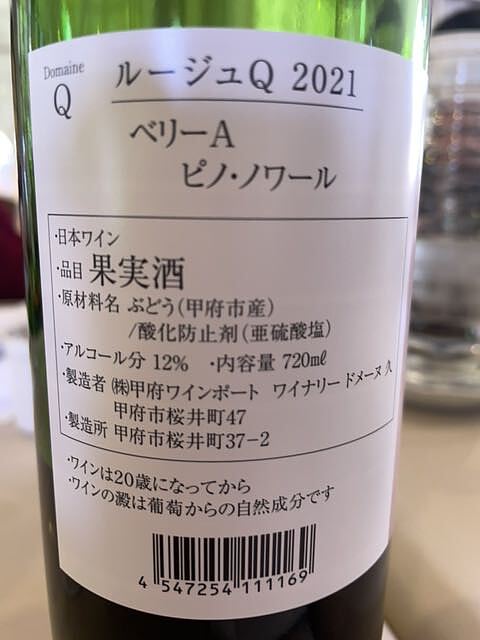 Domaine
Q
ルージュQ 2021
ベリーA
ピノ・ノワール
・日本ワイン
・品目 果実酒
・原材料名 ぶどう(甲府市産)
/酸化防止剤(亜硫酸塩)
・アルコール分 12% ・内容量 720㎖
・製造者 (株)甲府ワインポート ワイナリー ドメーヌ 久
甲府市桜井町47
・製造所 甲府市桜井町37-2
・ワインは20歳になってから
・ワインの澱は葡萄からの自然成分です
4 547254 111169